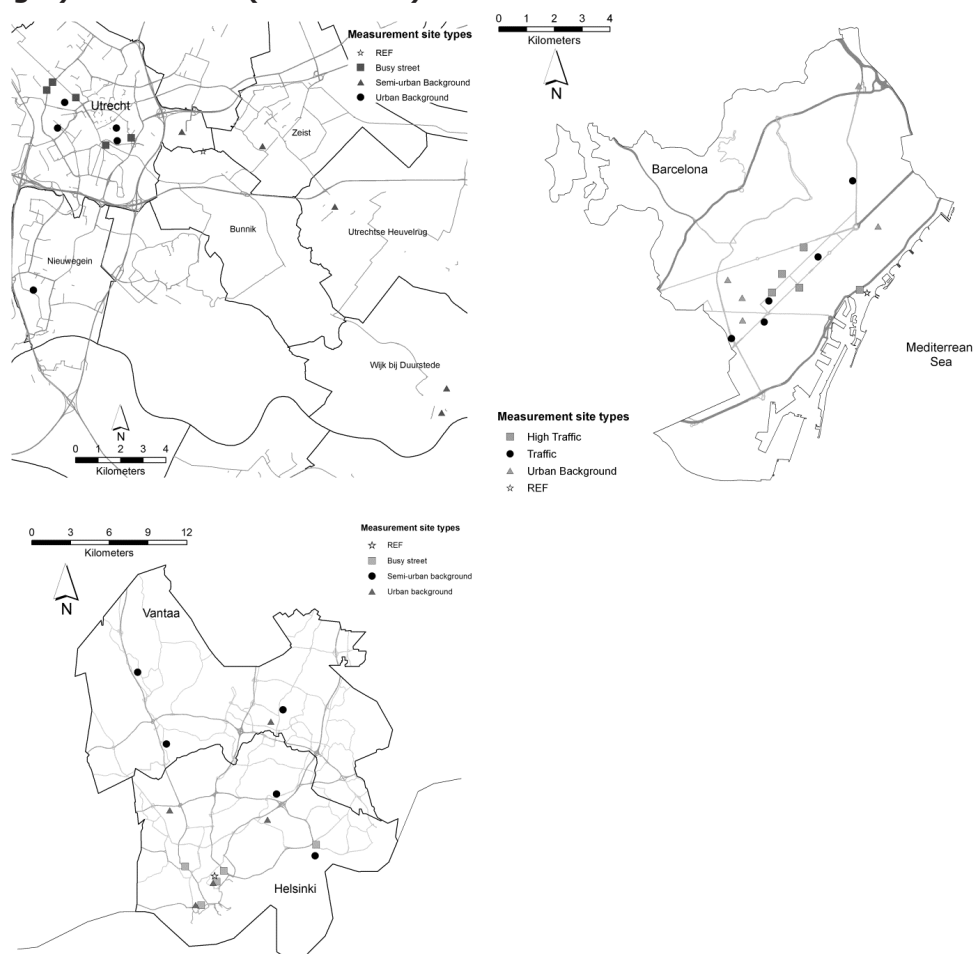 Measurement site types
REF
Busy street
Semi-urban Background
Urban Background
Utrecht
Zeist
Bunnik
Utrechtse Heuvelrug
Nieuwegein
Wijk bij Duurstede
N
0 1 2 3 4
Kilometers
0 1 2 3 4
Kilometers
N
Barcelona
Mediterrean
Sea
Measurement site types
High Traffic
Traffic
Urban Background
REF
0 3 6 9 12
Kilometers
N
Measurement site types
REF
Busy street
Semi-urban background
Urban background
Vantaa
Helsinki